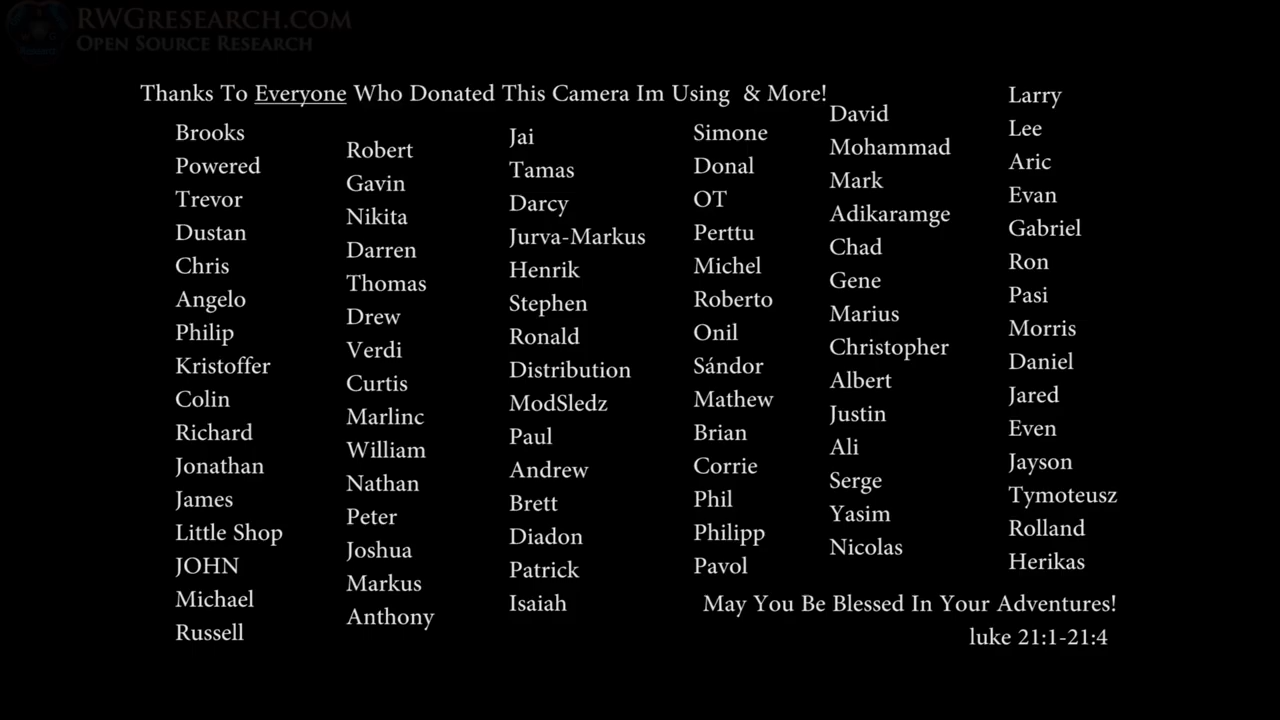 RWGRESEARCH.COM
OPEN SOURCE RESEARCH
Thanks To Everyone Who Donated This Camera Im Using & More!
Brooks
Powered
Trevor
Dustan
Chris
Angelo
Philip
Kristoffer
Colin
Richard
Jonathan
James
Little Shop
JOHN
Michael
Russell
Robert
Gavin
Nikita
Darren
Thomas
Drew
Verdi
Curtis
Marlinc
William
Nathan
Peter
Joshua
Markus
Anthony
Jai
Tamas
Darcy
Jurva-Markus
Henrik
Stephen
Ronald
Distribution
ModSledz
Paul
Andrew
Brett
Diadon
Patrick
Isaiah
Simone
Donal
OT
Perttu
Michel
Roberto
Onil
Sándor
Mathew
Brian
Corrie
Phil
Philipp
Pavol
David
Mohammad
Mark
Adikaramge
Chad
Gene
Marius
Christopher
Albert
Justin
Ali
Serge
Yasim
Nicolas
Larry
Lee
Aric
Evan
Gabriel
Ron
Pasi
Morris
Daniel
Jared
Even
Jayson
Tymoteusz
Rolland
Herikas
May You Be Blessed In Your Adventures!
luke 21:1-21:4